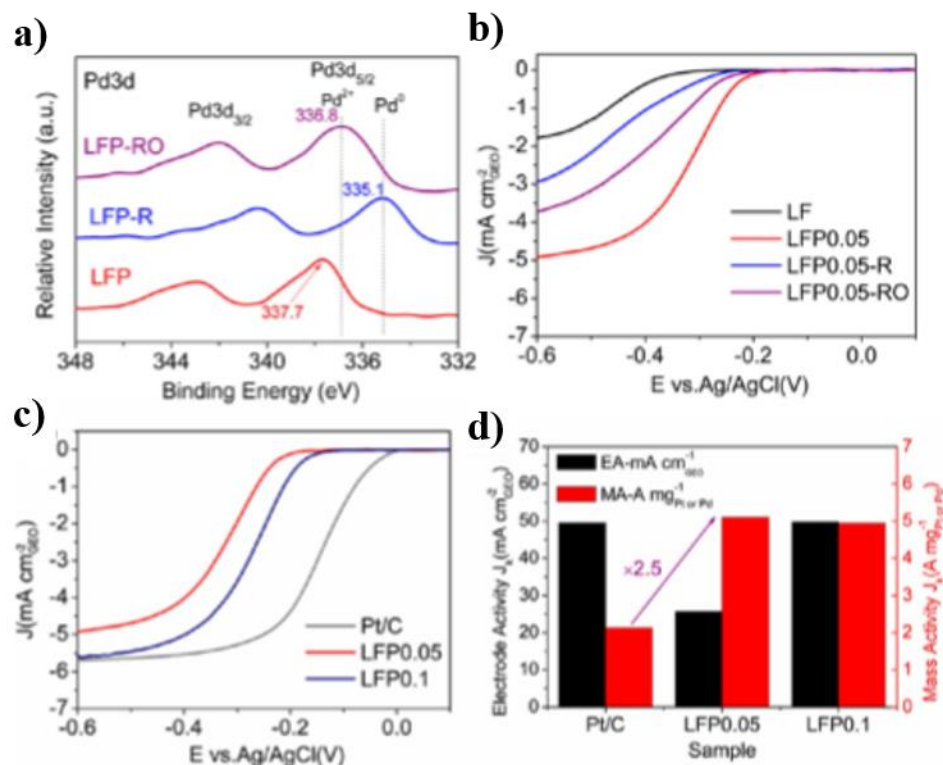 a)
Pd3d
Pd3d5/2
Pd3d3/2
Pd2+
Pd0
336.8
LFP-RO
335.1
LFP-R
LFP
337.7
Relative Intensity (a.u.)
348 344 340 336 332
Binding Energy (eV)
b)
0
-1
-2
-3
-4
-5
-6
-7
J(mA cm-2GEO)
LF
LFP0.05
LFP0.05-R
LFP0.05-RO
-0.6 -0.4 -0.2 0.0
E vs.Ag/AgCl(V)
c)
0
-1
-2
-3
-4
-5
-6
-7
J(mA cm-2GEO)
Pt/C
LFP0.05
LFP0.1
-0.6 -0.4 -0.2 0.0
E vs.Ag/AgCl(V)
d)
70
60
50
40
30
20
10
0
Electrode Activity Jk(mA cm-2GEO)
EA-mA cm-1GEO
MA-A mg-1Pt or Pd
×2.5
7
6
5
4
3
2
1
0
Mass Activity Jk(A mg-1Pt or Pd)
Pt/C LFP0.05 LFP0.1
Sample